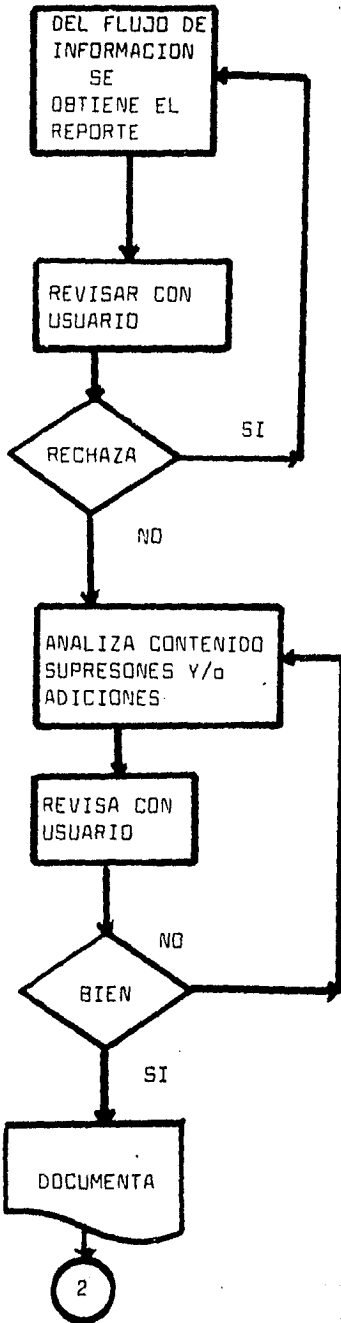 DEL FLUJO DE
INFORMACION
SE
OBTIENE EL
REPORTE
REVISAR CON
USUARIO
RECHAZA
SI
NO
ANALIZA CONTENIDO
SUPRESONES Y/o
ADICIONES
REVISA CON
USUARIO
NO
BIEN
SI
DOCUMENTA
2